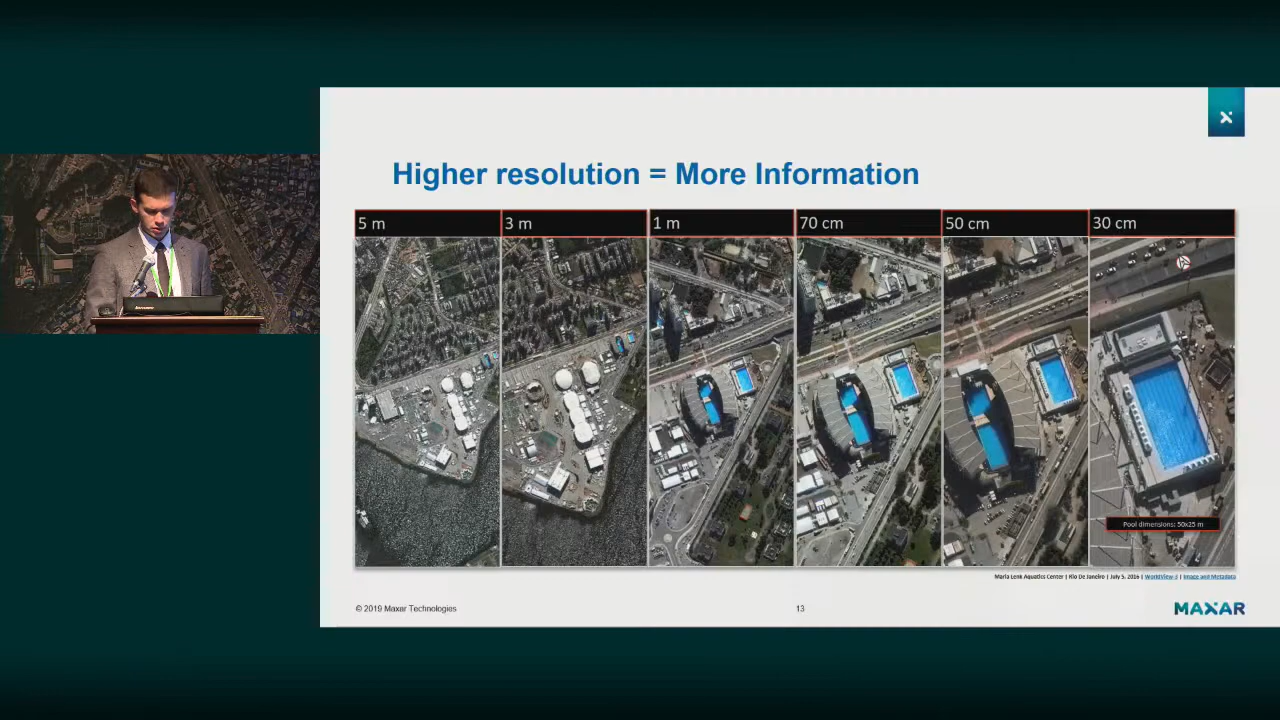 Higher resolution = More Information
5 m
3 m
1 m
70 cm
50 cm
30 cm
Pool dimensions: 50x25 m
Maria Lenk Aquatics Center | Rio De Janeiro | July 5, 2016 | WorldView-3 | Image and Metadata
© 2019 Maxar Technologies
13
MAXAR